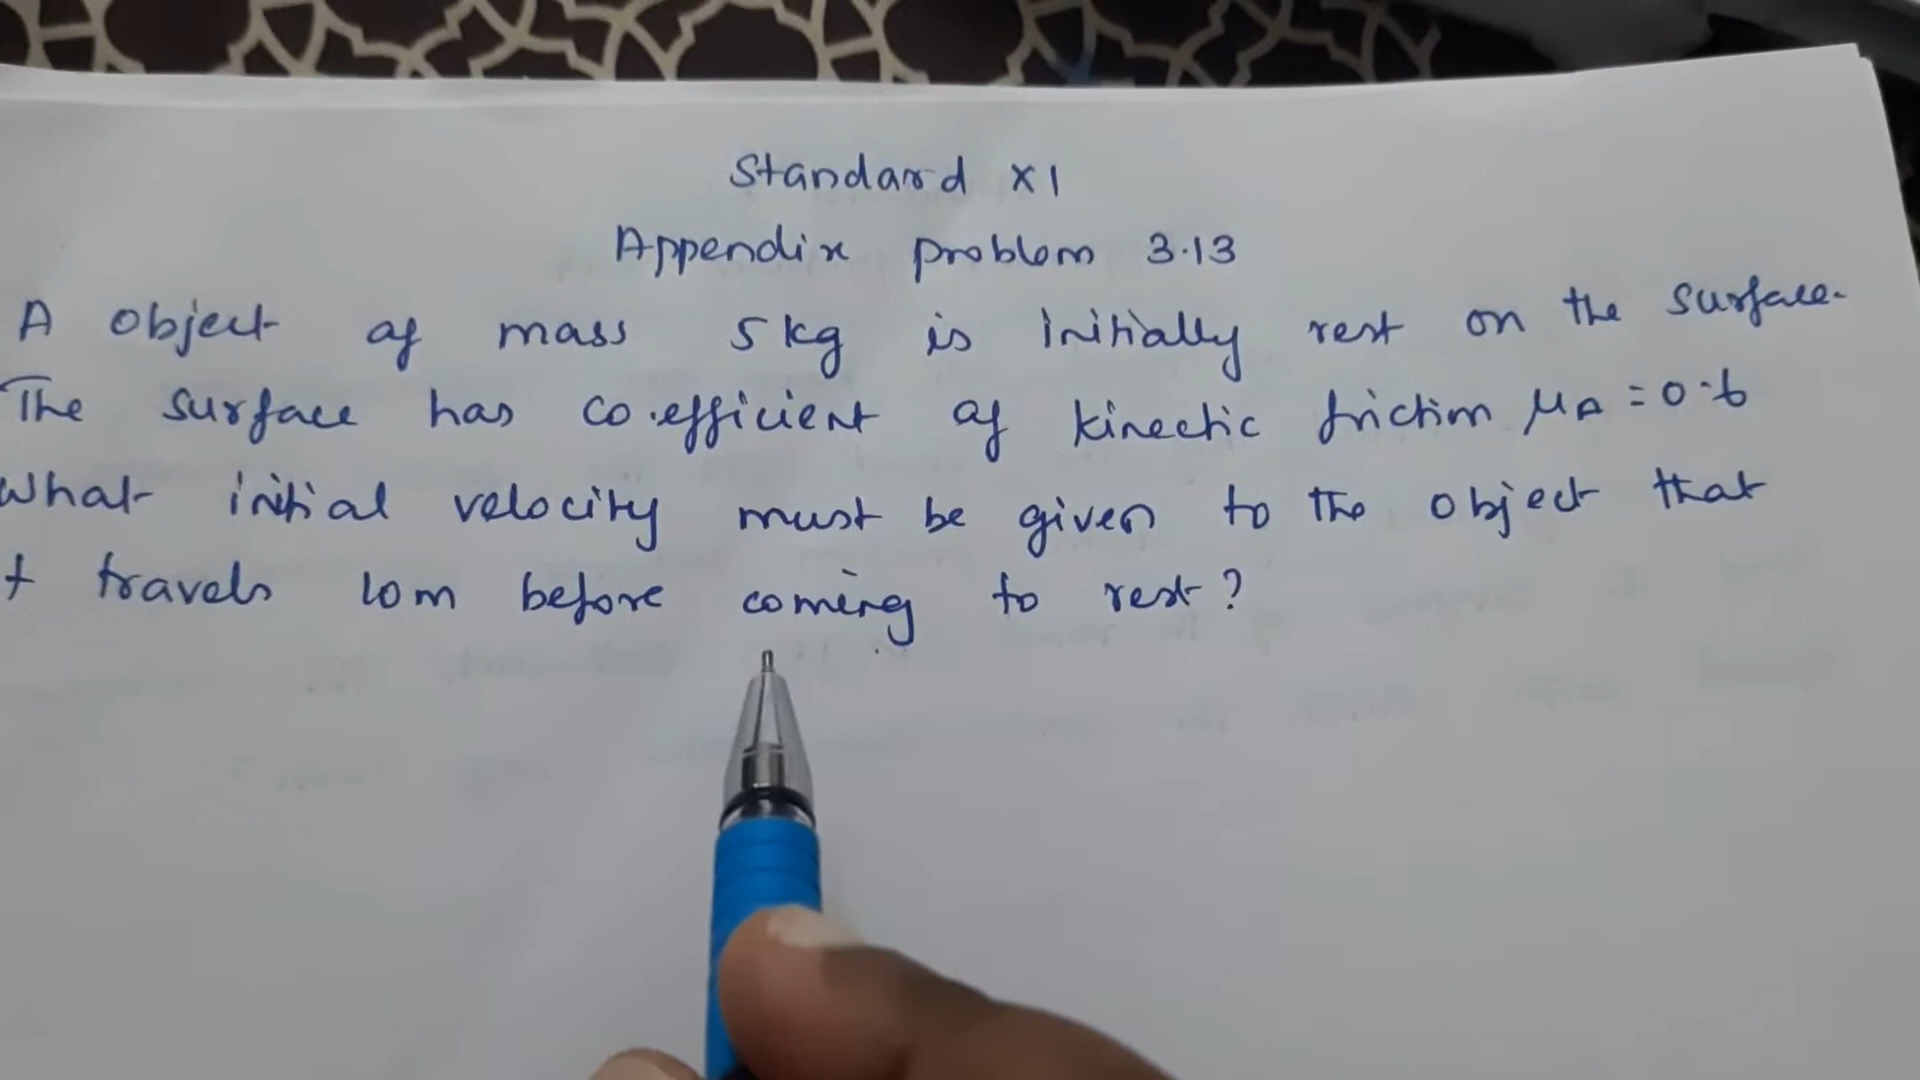 Standard XI
Appendix problem 3.13
A object of mass 5kg is initially rest on the surface.
The surface has co.efficient of kinectic friction μA = 0.6
What initial velocity must be given to the object that
t travels 10m before coming to rest?